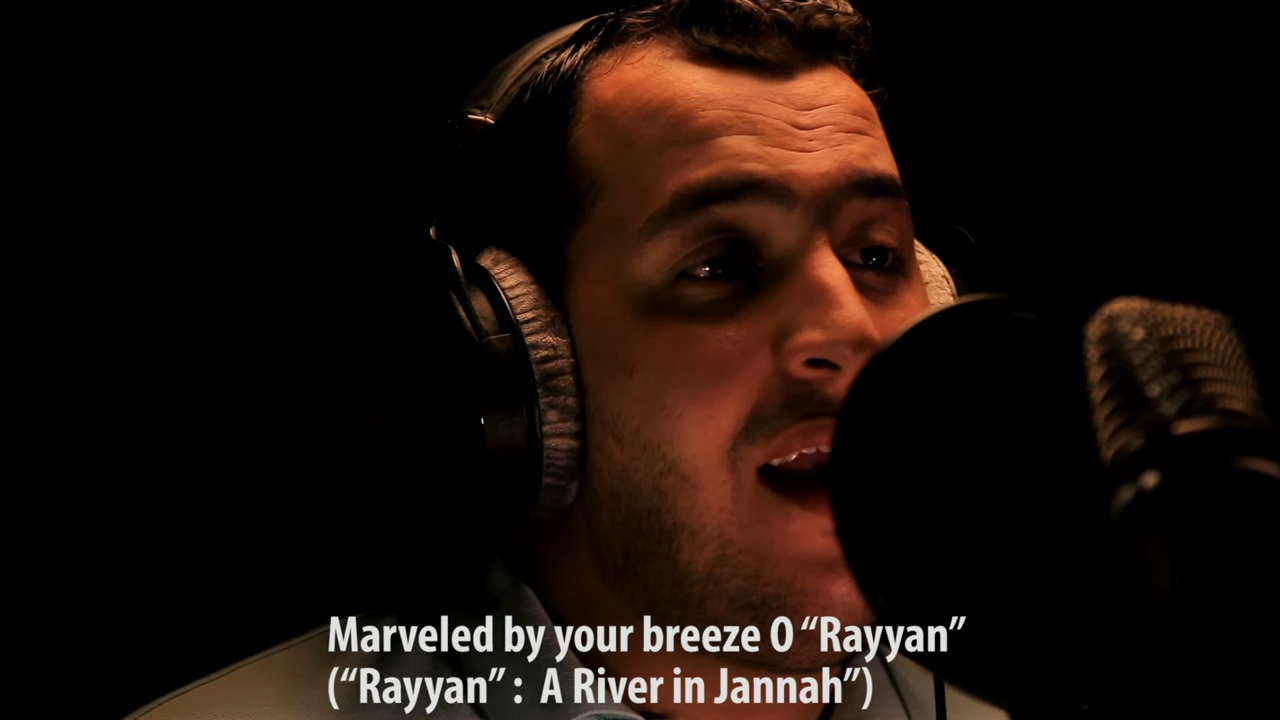 Marveled by your breeze O “Rayyan”
(“Rayyan” :  A River in Jannah”)